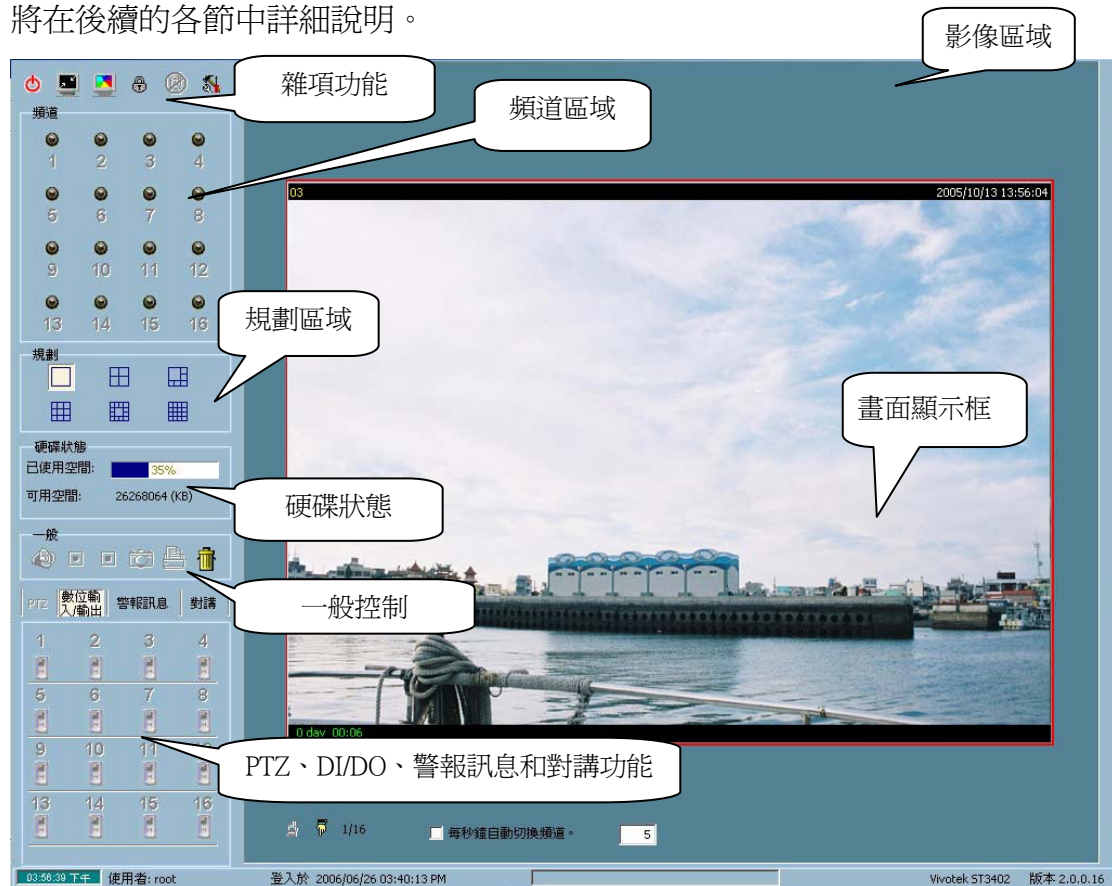 將在後續的各節中詳細說明。
影像區域
雜項功能
頻道區域
頻道
1 2 3 4
5 6 7 8
9 10 11 12
13 14 15 16
03
2005/10/13 13:56:04
規劃區域
規劃
畫面顯示框
硬碟狀態
已使用空間: 35%
可用空間: 26268064 (KB)
硬碟狀態
一般
一般控制
PTZ 數位輸入/輸出 警報訊息 對講
1 2 3 4
5 6 7 8
9 10 11
13 14 15 16
0 day 00:06
PTZ、DI/DO、警報訊息和對講功能
1/16 每秒鐘自動切換頻道。 5
03:56:39 下午 使用者: root 登入於 2006/06/26 03:40:13 PM Vivotek ST3402 版本 2.0.0.16